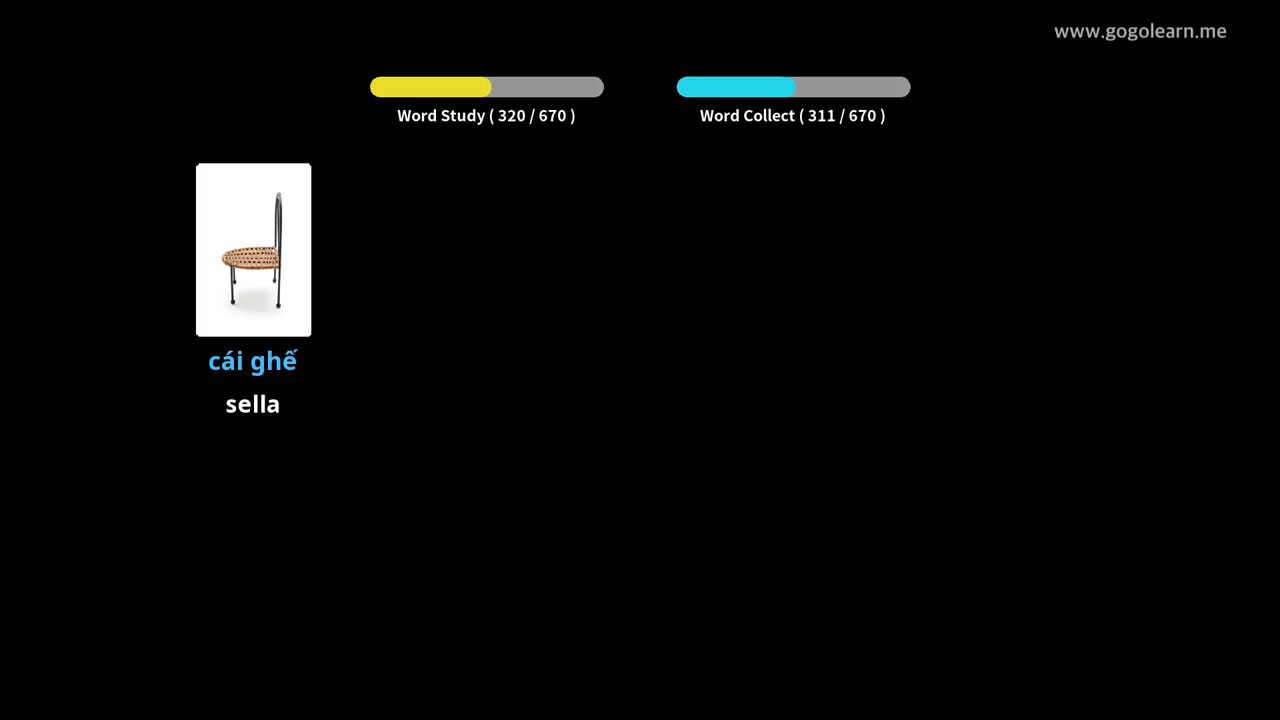 www.gogolearn.me
Word Study ( 320 / 670 )
Word Collect ( 311 / 670 )
cái ghế
sella